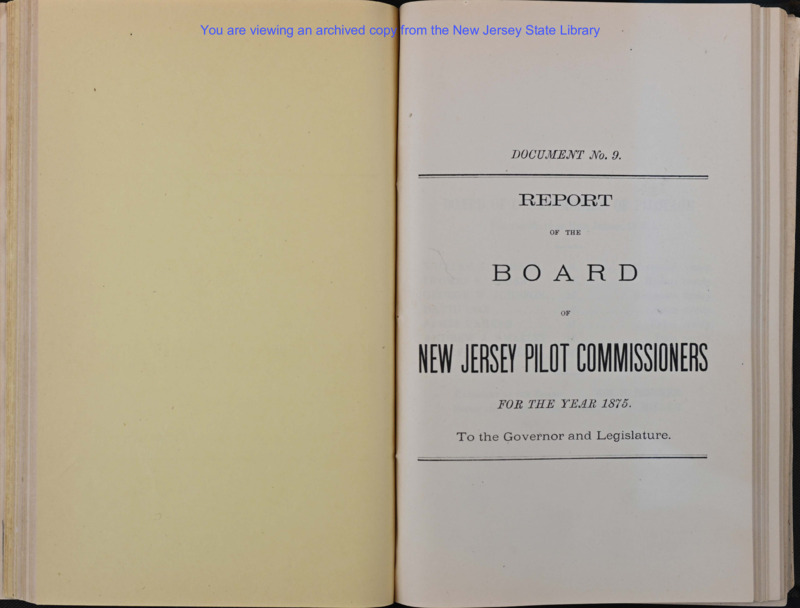 You are viewing an archived copy from the New Jersey State Library
DOCUMENT No. 9.
REPORT
OF THE
BOARD
OF
NEW JERSEY PILOT COMMISSIONERS
FOR THE YEAR 1875.
To the Governor and Legislature.